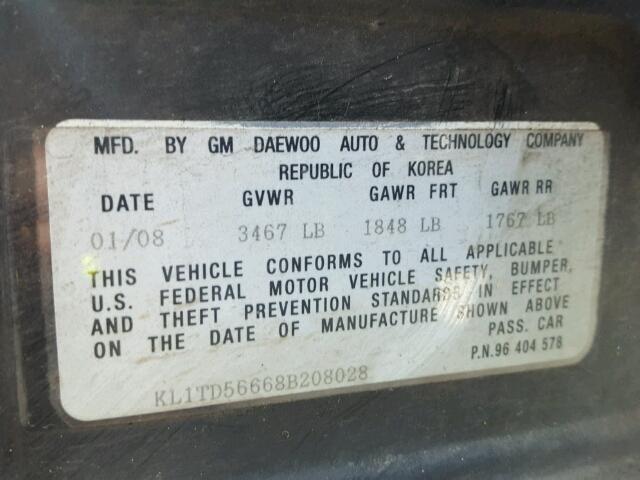 MFD. BY GM DAEWOO AUTO & TECHNOLOGY COMPANY
REPUBLIC OF KOREA
DATE GVWR GAWR FRT GAWR RR
01/08 3467 LB 1848 LB 1767 LB
THIS VEHICLE CONFORMS TO ALL APPLICABLE
U.S. FEDERAL MOTOR VEHICLE SAFETY, BUMPER,
AND THEFT PREVENTION STANDARDS IN EFFECT
ON THE DATE OF MANUFACTURE SHOWN ABOVE
PASS. CAR
P.N.96 404 578
KL1TD56668B208028